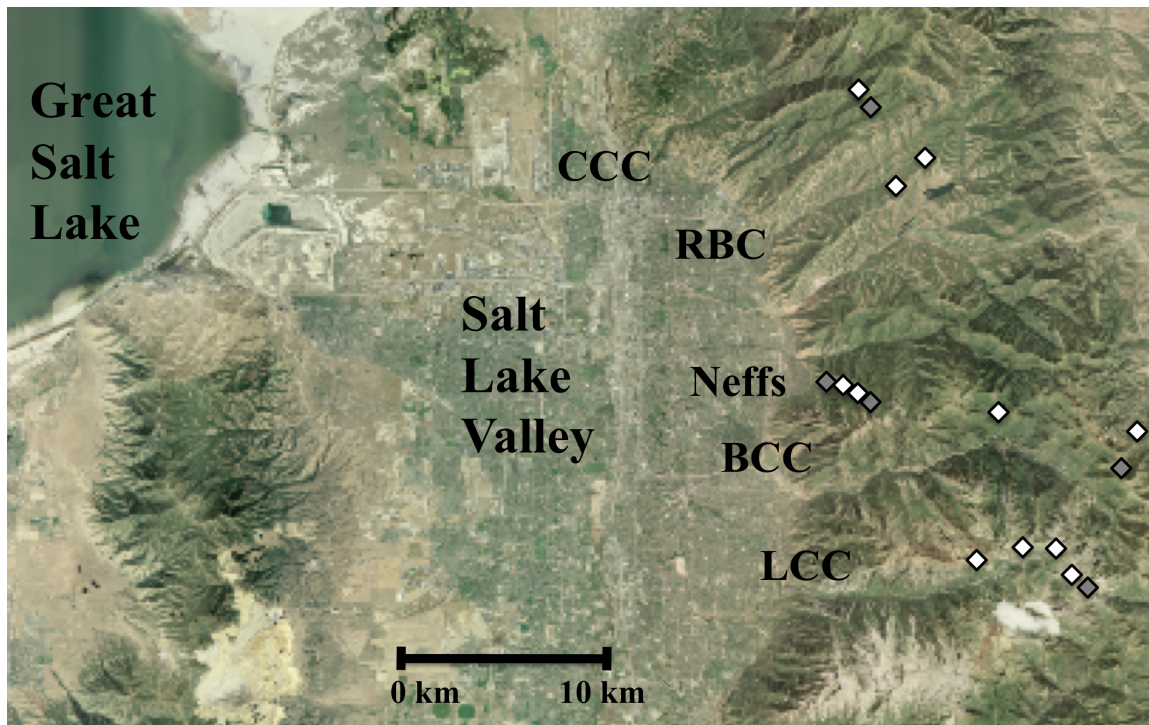 Great
Salt
Lake
CCC
RBC
Salt
Lake
Valley
Neffs
BCC
LCC
0 km
10 km